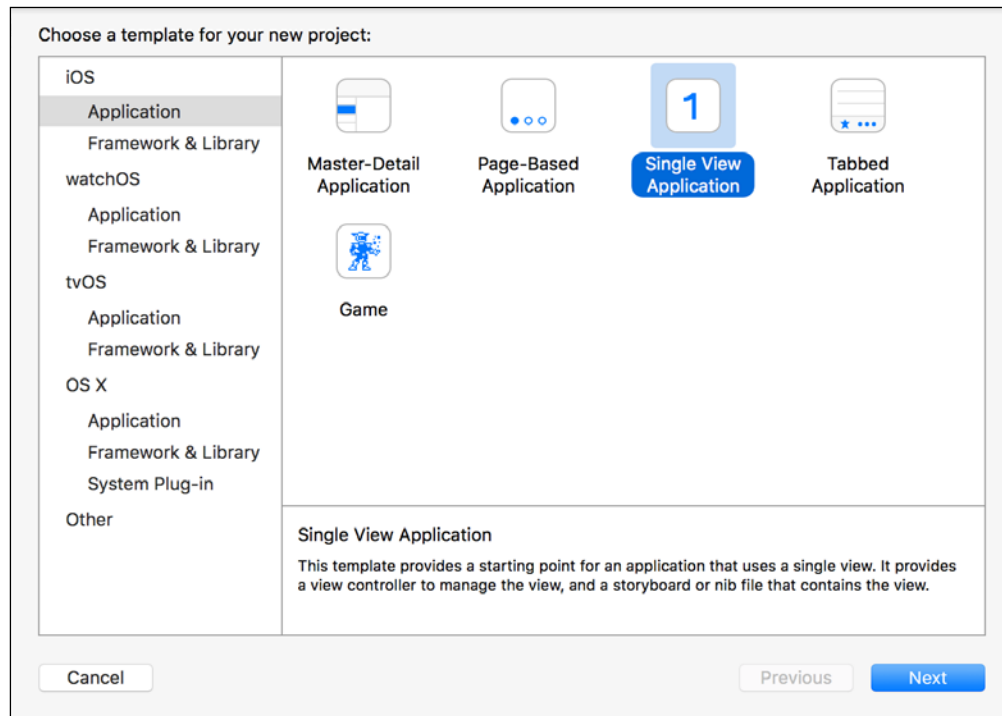 Choose a template for your new project:
iOS
Application
Framework & Library
watchOS
Application
Framework & Library
tvOS
Application
Framework & Library
OS X
Application
Framework & Library
System Plug-in
Other
Master-Detail
Application
Page-Based
Application
1
Single View
Application
Tabbed
Application
Game
Single View Application
This template provides a starting point for an application that uses a single view. It provides
a view controller to manage the view, and a storyboard or nib file that contains the view.
Cancel
Previous
Next